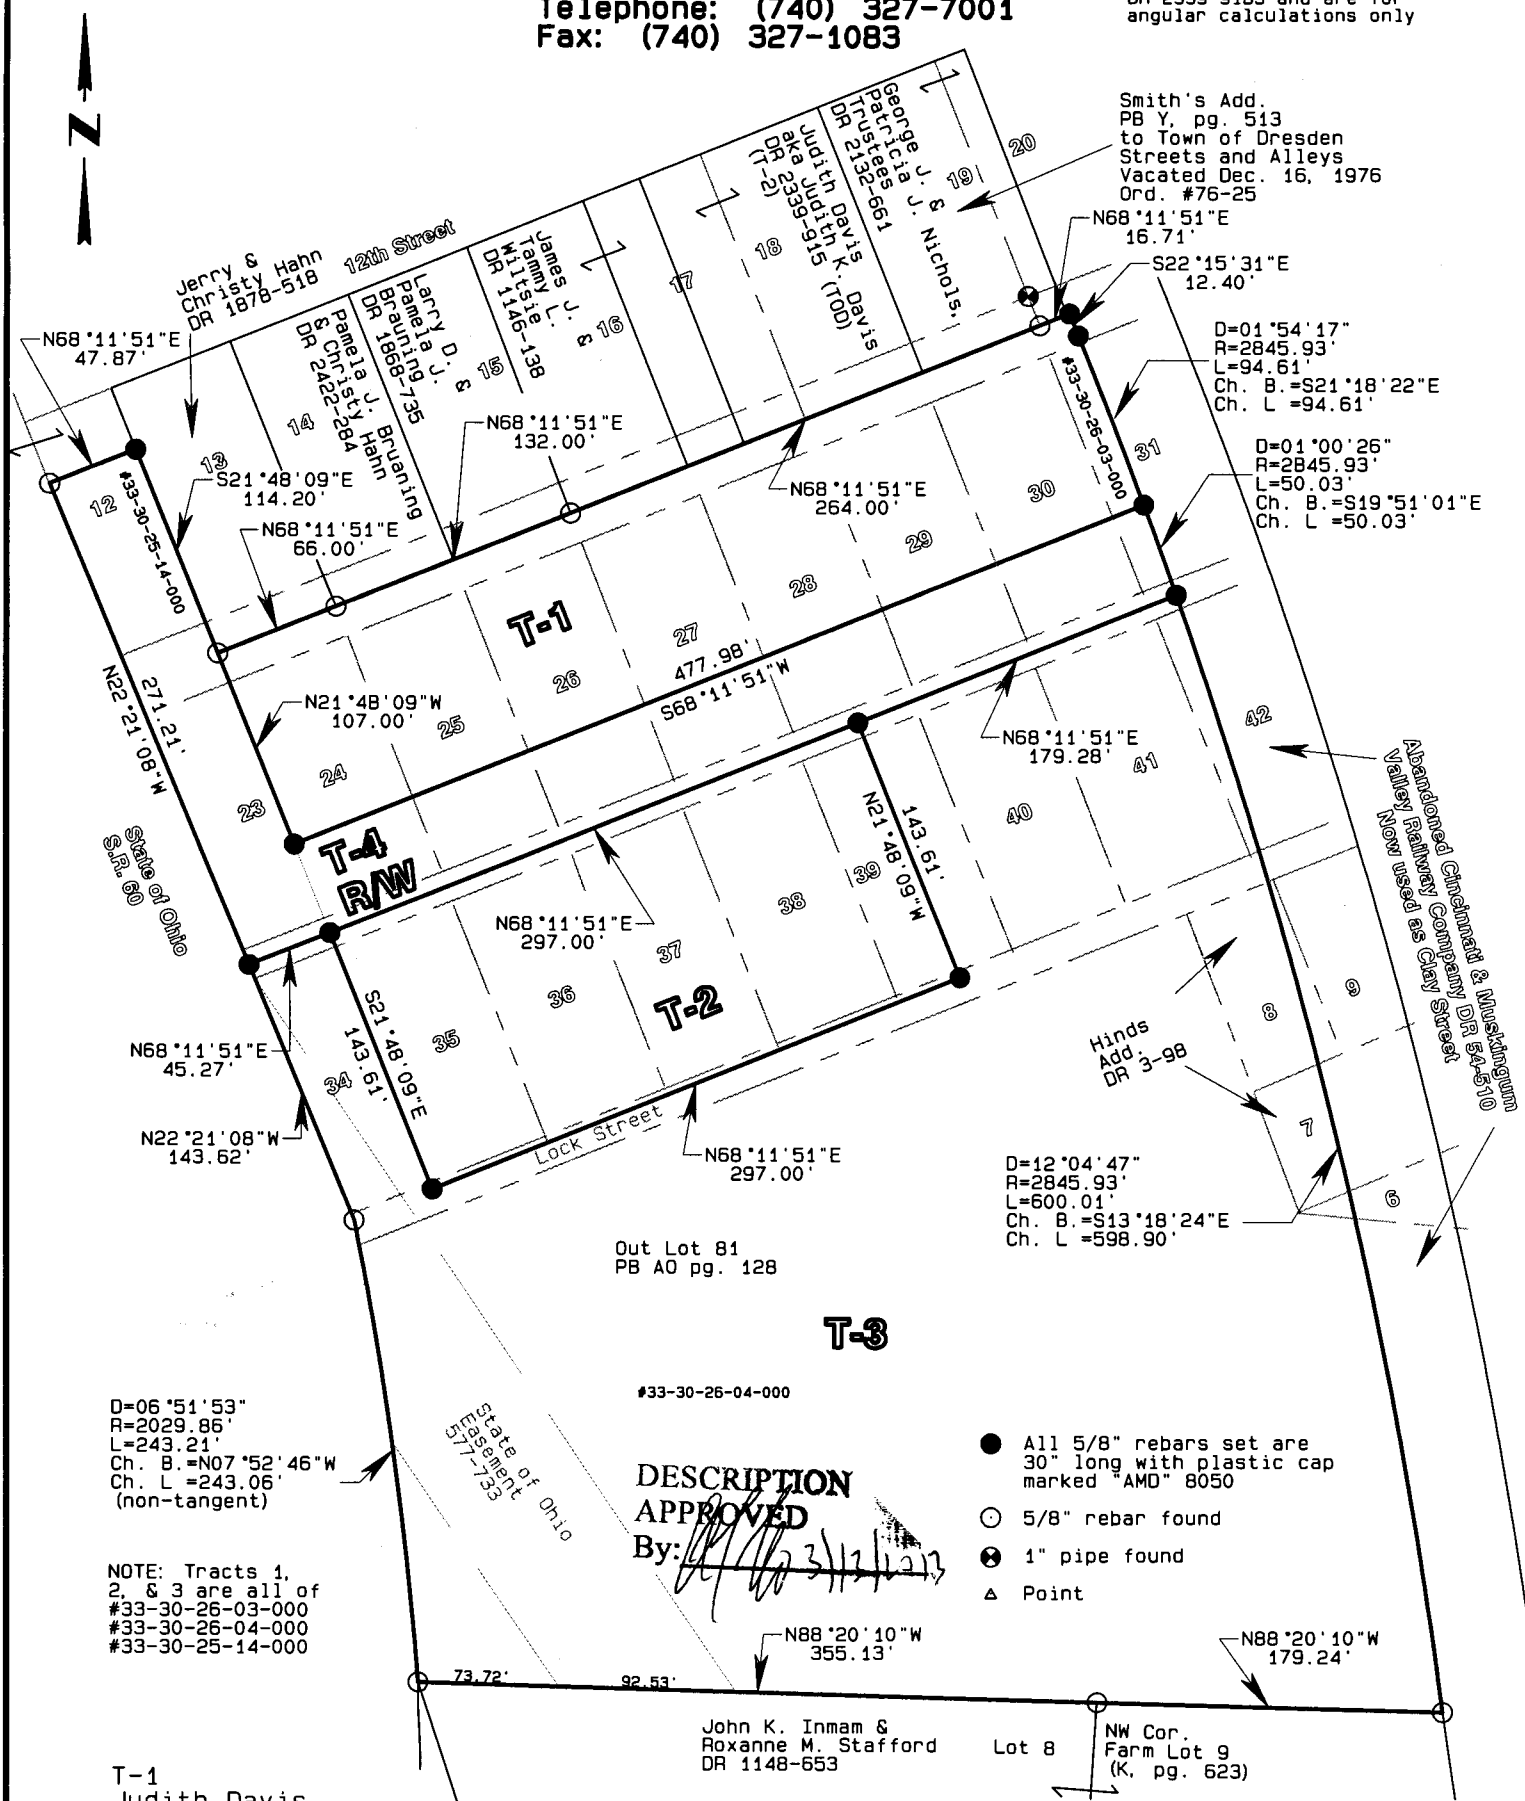 Telephone: (740) 327-7001
Fax: (740) 327-1083
angular calculations only
N
Smith's Add.
PB Y, pg. 513
to Town of Dresden
Streets and Alleys
Vacated Dec. 16, 1976
Ord. #76-25
N68°11'51"E
16.71'
S22°15'31"E
12.40'
D=01°54'17"
R=2845.93'
L=94.61'
Ch. B.=S21°18'22"E
Ch. L =94.61'
D=01°00'26"
R=2845.93'
L=50.03'
Ch. B.=S19°51'01"E
Ch. L =50.03'
George J. &
Patricia J. Nichols,
Trustees
DR 2132-661
Judith Davis
aka Judith K. Davis
DR 2339-915 (TOD)
(T-2)
James J. &
Tammy L.
Wiltsie
DR 1146-138
Larry D. &
Pamela J.
Brauning
DR 1868-735
Pamela J. Bruaning
& Christy Hahn
DR 2422-284
Jerry &
Christy Hahn
DR 1878-518
12th Street
20
19
18
17
16
15
14
13
12
N68°11'51"E
47.87'
#33-30-25-14-000
S21°48'09"E
114.20'
N68°11'51"E
66.00'
N68°11'51"E
132.00'
N68°11'51"E
264.00'
#33-30-26-03-000
31
30
29
28
27
26
25
24
23
T-1
477.98'
S68°11'51"W
N21°48'09"W
107.00'
271.21'
N22°21'08"W
State of Ohio
S.R. 60
T-4
R/W
N68°11'51"E
179.28'
N68°11'51"E
297.00'
143.61'
N21°48'09"W
42
41
40
39
38
37
36
35
34
T-2
S21°48'09"E
143.61'
N68°11'51"E
45.27'
N22°21'08"W
143.62'
Lock Street
N68°11'51"E
297.00'
Abandoned Cincinnati & Muskingum
Valley Railway Company DR 54-510
Now used as Clay Street
Hinds
Add.
DR 3-98
9
8
7
6
D=12°04'47"
R=2845.93'
L=600.01'
Ch. B.=S13°18'24"E
Ch. L =598.90'
Out Lot 81
PB AO pg. 128
T-3
#33-30-26-04-000
State of Ohio
Easement
577-733
D=06°51'53"
R=2029.86'
L=243.21'
Ch. B.=N07°52'46"W
Ch. L =243.06'
(non-tangent)
DESCRIPTION
APPROVED
By:
All 5/8" rebars set are
30" long with plastic cap
marked "AMD" 8050
5/8" rebar found
1" pipe found
Point
NOTE: Tracts 1,
2, & 3 are all of
#33-30-26-03-000
#33-30-26-04-000
#33-30-25-14-000
N88°20'10"W
355.13'
N88°20'10"W
179.24'
73.72'
92.53'
John K. Inmam &
Roxanne M. Stafford
DR 1148-653
Lot 8
NW Cor.
Farm Lot 9
(K, pg. 623)
T-1
Judith Davis